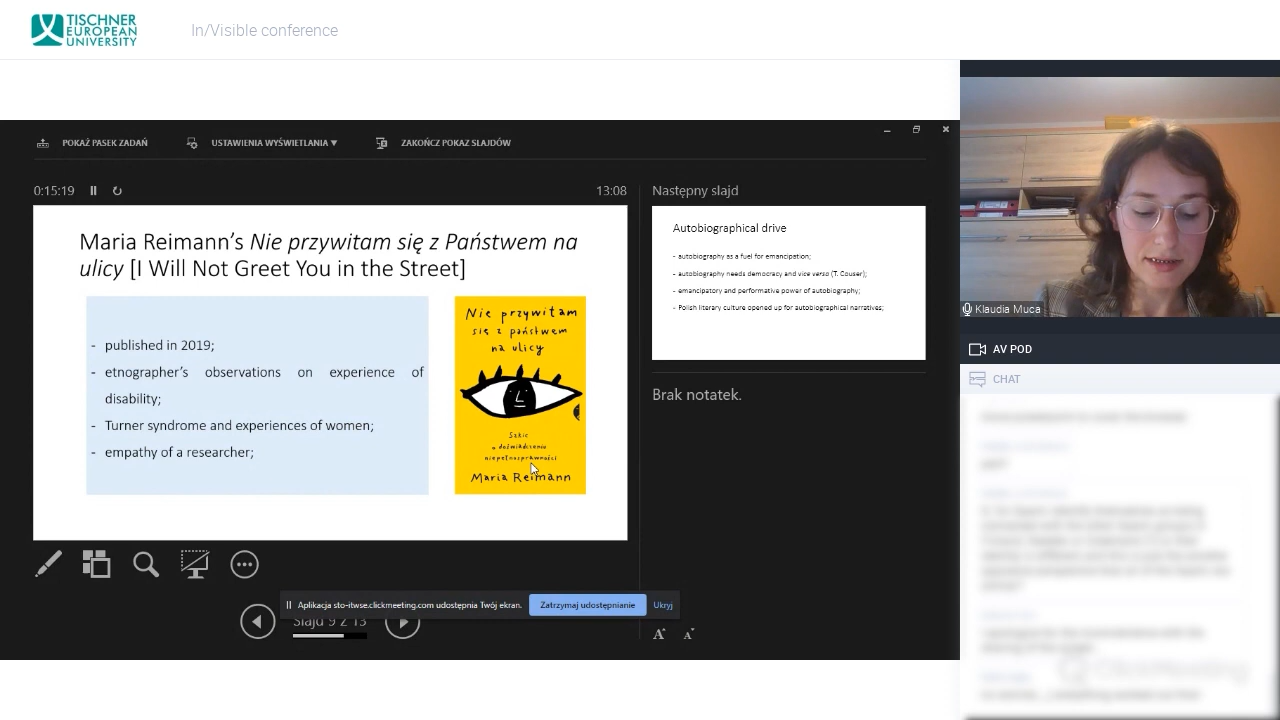 TISCHNER
EUROPEAN
UNIVERSITY
In/Visible conference
POKAŻ PASEK ZADAŃ
USTAWIENIA WYŚWIETLANIA ▼
ZAKOŃCZ POKAZ SLAJDÓW
0:15:19
13:08
Maria Reimann's Nie przywitam się z Państwem na
ulicy [I Will Not Greet You in the Street]
- published in 2019;
- etnographer's observations on experience of
disability;
- Turner syndrome and experiences of women;
- empathy of a researcher;
Nie przywitam
się z państwem
na ulicy
Szkic
o doświadczeniu
niepełnosprawności
Maria Reimann
Następny slajd
Autobiographical drive
- autobiography as a fuel for emancipation;
- autobiography needs democracy and vice verso (T. Couser);
- emancipatory and performative power of autobiography;
- Polish literary culture opened up for autobiographical narratives;
Brak notatek.
Aplikacja sto-itwse.clickmeeting.com udostępnia Twój ekran.
Zatrzymaj udostępnianie
Ukryj
Slajd 9 z 13
A
A
Klaudia Muca
AV POD
CHAT
ClickMeeting